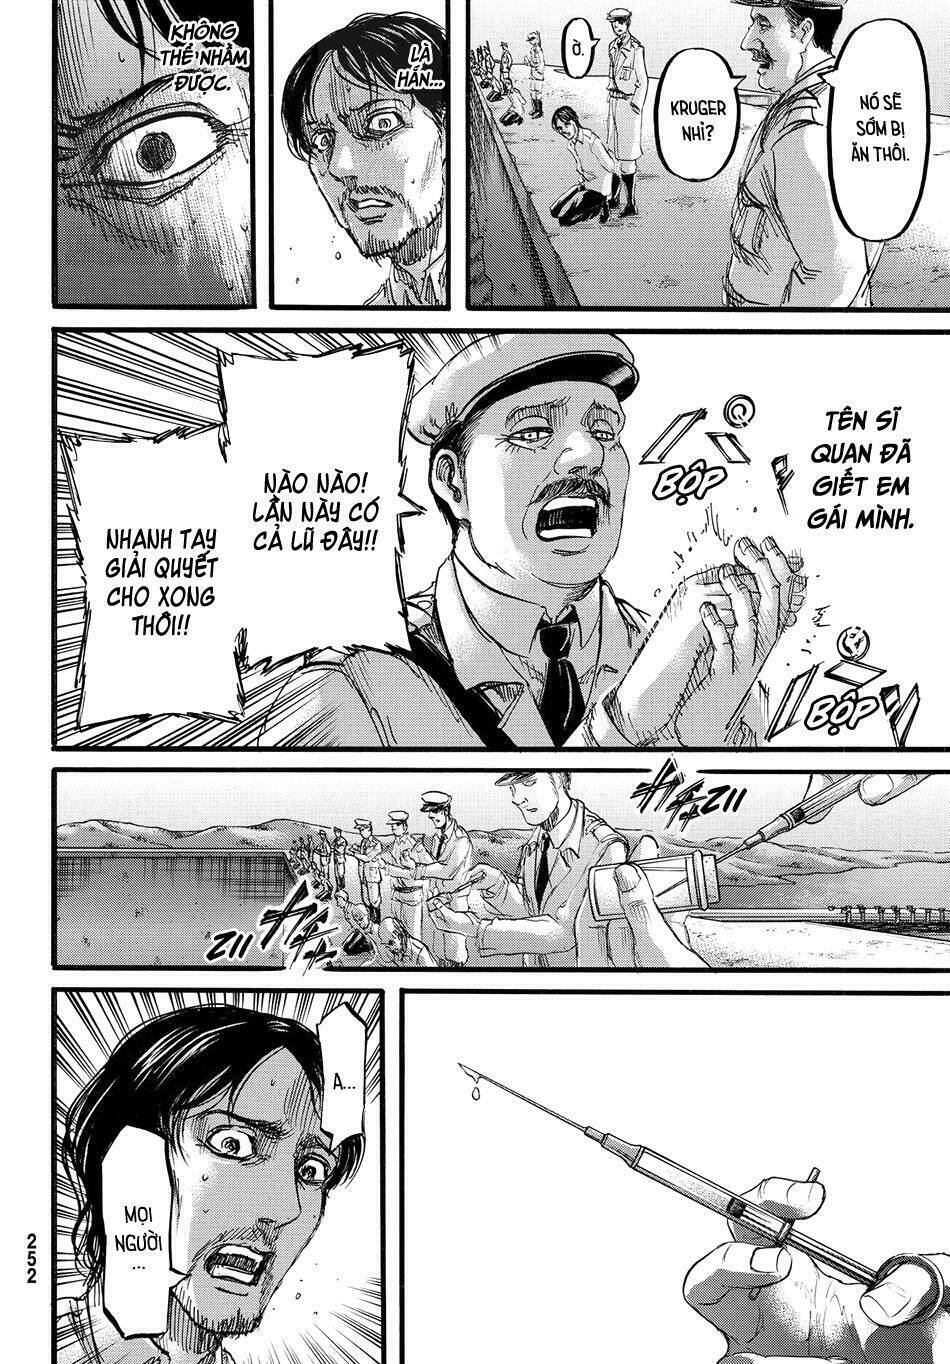 NÓ SẼ
SỚM BỊ
ĂN THÔI.
KRUGER
NHỈ?
Ờ.
LÀ
HẮN...
KHÔNG
THỂ NHẦM
ĐƯỢC.
TÊN SĨ
QUAN ĐÃ
GIẾT EM
GÁI MÌNH.
BỘP
BỘP
NÀO NÀO!
LẦN NÀY CÓ
CẢ LŨ ĐÂY!!
NHANH TAY
GIẢI QUYẾT
CHO XONG
THÔI!!
ZII
ZII
A...
MỌI
NGƯỜI
...
252